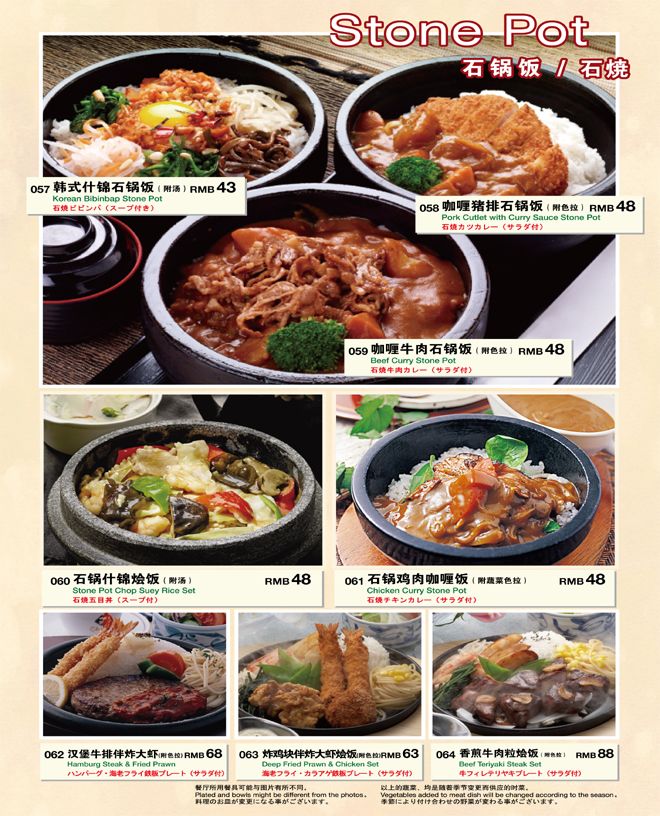 Stone Pot
石锅饭 / 石焼
057 韩式什锦石锅饭（附汤）RMB 43
Korean Bibinbap Stone Pot
石焼ビビンバ（スープ付き）
058 咖喱猪排石锅饭（附色拉）RMB 48
Pork Cutlet with Curry Sauce Stone Pot
石焼カツカレー（サラダ付）
059 咖喱牛肉石锅饭（附色拉）RMB 48
Beef Curry Stone Pot
石焼牛肉カレー（サラダ付）
060 石锅什锦烩饭（附汤） RMB 48
Stone Pot Chop Suey Rice Set
石焼五目丼（スープ付）
061 石锅鸡肉咖喱饭（附蔬菜色拉） RMB 48
Chicken Curry Stone Pot
石焼チキンカレー（サラダ付）
062 汉堡牛排伴炸大虾(附色拉) RMB 68
Hamburg Steak & Fried Prawn
ハンバーグ・海老フライ鉄板プレート（サラダ付）
063 炸鸡块伴炸大虾烩饭(附色拉) RMB 63
Deep Fried Prawn & Chicken Set
海老フライ・カラアゲ鉄板プレート（サラダ付）
064 香煎牛肉粒烩饭（附色拉） RMB 88
Beef Teriyaki Steak Set
牛フィレテリヤキプレート（サラダ付）
餐厅所用餐具可能与图片有所不同。
Plated and bowls might be different from the photos.
料理のお皿が変更になる事がございます。
以上的蔬菜、均是随着季节变更而供应的时菜。
Vegetables added to meat dish will be changed according to the season.
季節により付け合わせの野菜が変わる事がございます。